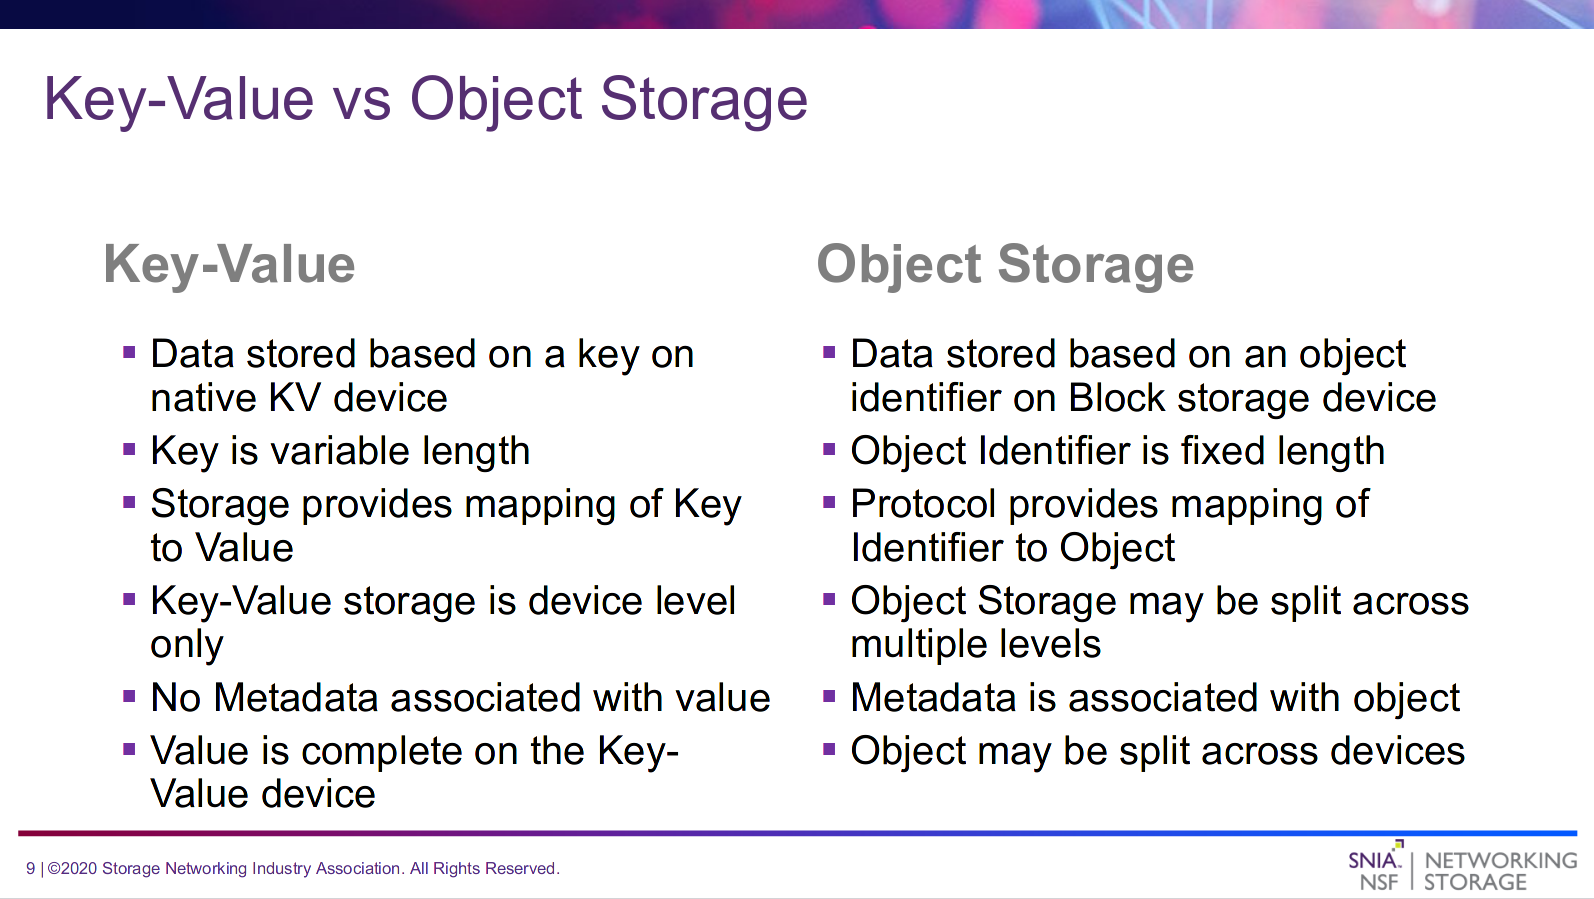 Key-Value vs Object Storage
Key-Value
Data stored based on a key on
native KV device
Key is variable length
Storage provides mapping of Key
to Value
Key-Value storage is device level
only
No Metadata associated with value
Value is complete on the Key-
Value device
Object Storage
Data stored based on an object
identifier on Block storage device
Object Identifier is fixed length
Protocol provides mapping of
Identifier to Object
Object Storage may be split across
multiple levels
Metadata is associated with object
Object may be split across devices
9 | ©2020 Storage Networking Industry Association. All Rights Reserved.
SNIA
NSF
NETWORKING
STORAGE